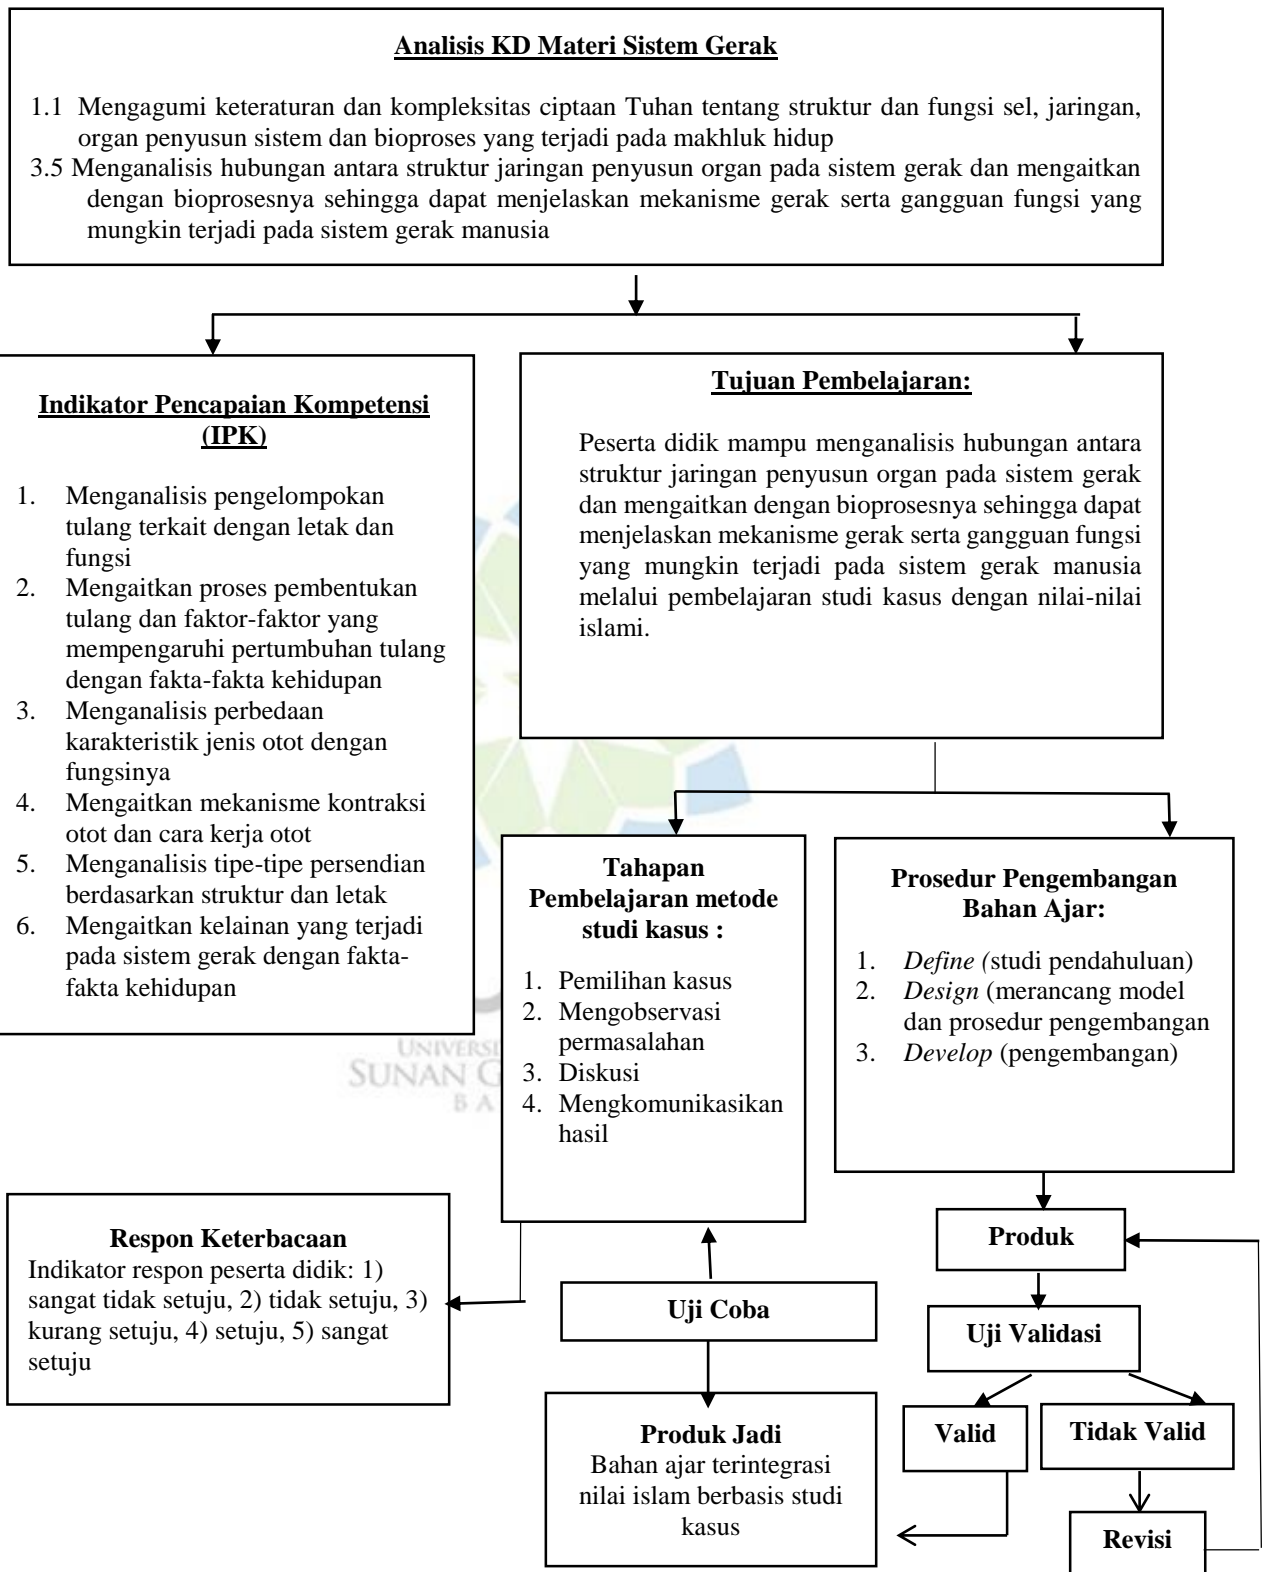 Analisis KD Materi Sistem Gerak
1.1 Mengagumi keteraturan dan kompleksitas ciptaan Tuhan tentang struktur dan fungsi sel, jaringan,
organ penyusun sistem dan bioproses yang terjadi pada makhluk hidup
3.5 Menganalisis hubungan antara struktur jaringan penyusun organ pada sistem gerak dan mengaitkan
dengan bioprosesnya sehingga dapat menjelaskan mekanisme gerak serta gangguan fungsi yang
mungkin terjadi pada sistem gerak manusia
Indikator Pencapaian Kompetensi
(IPK)
1. Menganalisis pengelompokan
tulang terkait dengan letak dan
fungsi
2. Mengaitkan proses pembentukan
tulang dan faktor-faktor yang
mempengaruhi pertumbuhan tulang
dengan fakta-fakta kehidupan
3. Menganalisis perbedaan
karakteristik jenis otot dengan
fungsinya
4. Mengaitkan mekanisme kontraksi
otot dan cara kerja otot
5. Menganalisis tipe-tipe persendian
berdasarkan struktur dan letak
6. Mengaitkan kelainan yang terjadi
pada sistem gerak dengan fakta-
fakta kehidupan
Tujuan Pembelajaran:
Peserta didik mampu menganalisis hubungan antara
struktur jaringan penyusun organ pada sistem gerak
dan mengaitkan dengan bioprosesnya sehingga dapat
menjelaskan mekanisme gerak serta gangguan fungsi
yang mungkin terjadi pada sistem gerak manusia
melalui pembelajaran studi kasus dengan nilai-nilai
islami.
Tahapan
Pembelajaran metode
studi kasus :
1. Pemilihan kasus
2. Mengobservasi
permasalahan
3. Diskusi
4. Mengkomunikasikan
hasil
Prosedur Pengembangan
Bahan Ajar:
1. Define (studi pendahuluan)
2. Design (merancang model
dan prosedur pengembangan
3. Develop (pengembangan)
SUNAN
Respon Keterbacaan
Indikator respon peserta didik: 1)
sangat tidak setuju, 2) tidak setuju, 3)
kurang setuju, 4) setuju, 5) sangat
setuju
Uji Coba
Produk Jadi
Bahan ajar terintegrasi
nilai islam berbasis studi
kasus
Produk
Uji Validasi
Valid
Tidak Valid
Revisi